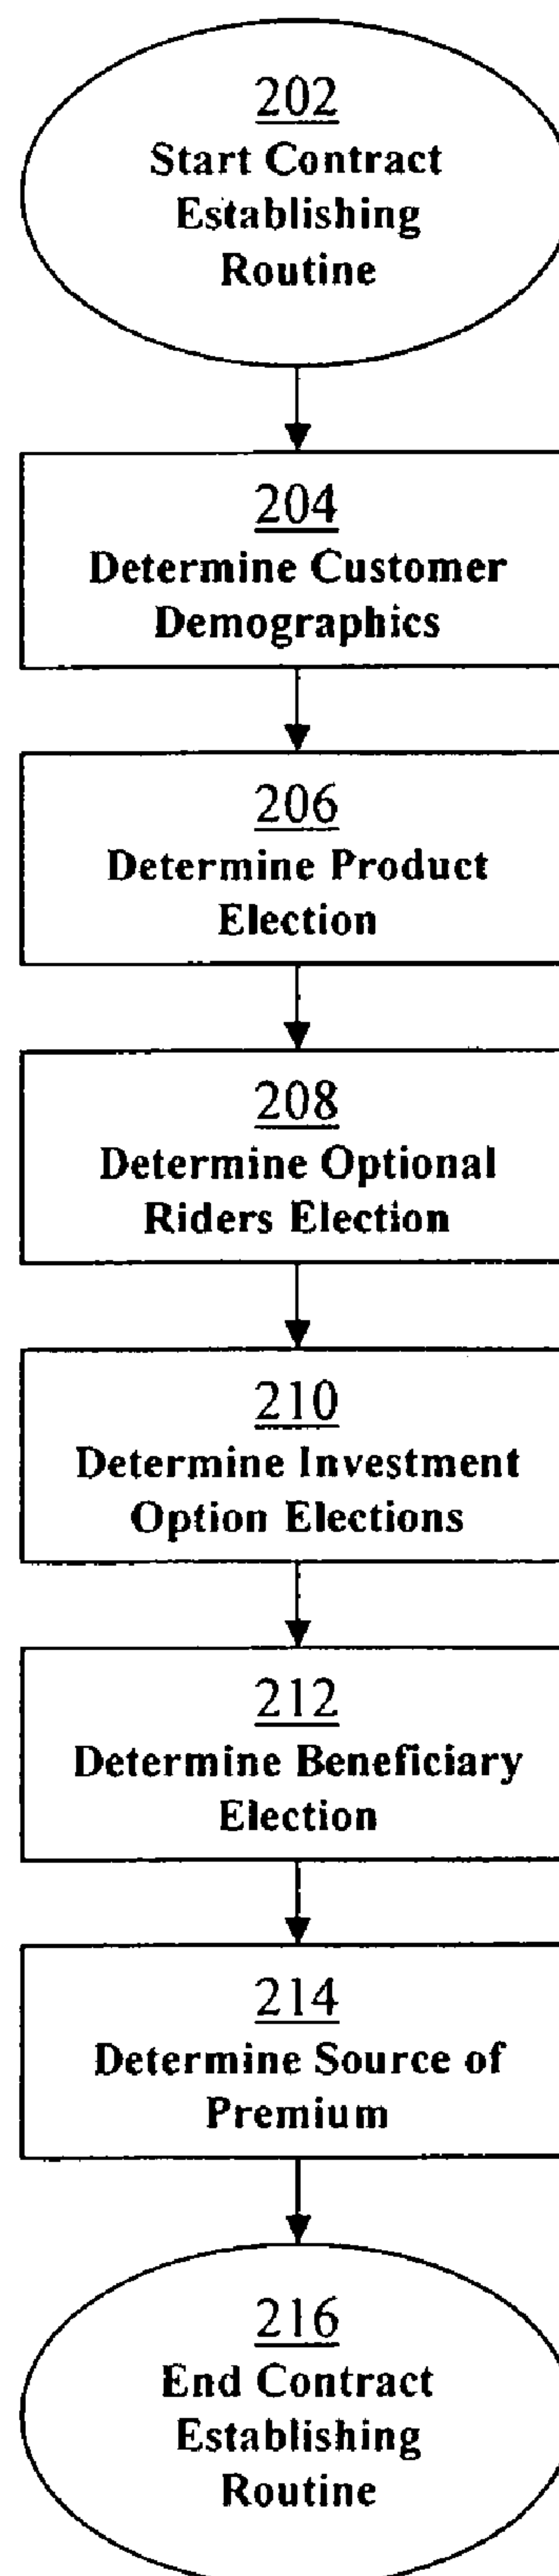 202
Start Contract
Establishing
Routine
204
Determine Customer
Demographics
206
Determine Product
Election
208
Determine Optional
Riders Election
210
Determine Investment
Option Elections
212
Determine Beneficiary
Election
214
Determine Source of
Premium
216
End Contract
Establishing
Routine